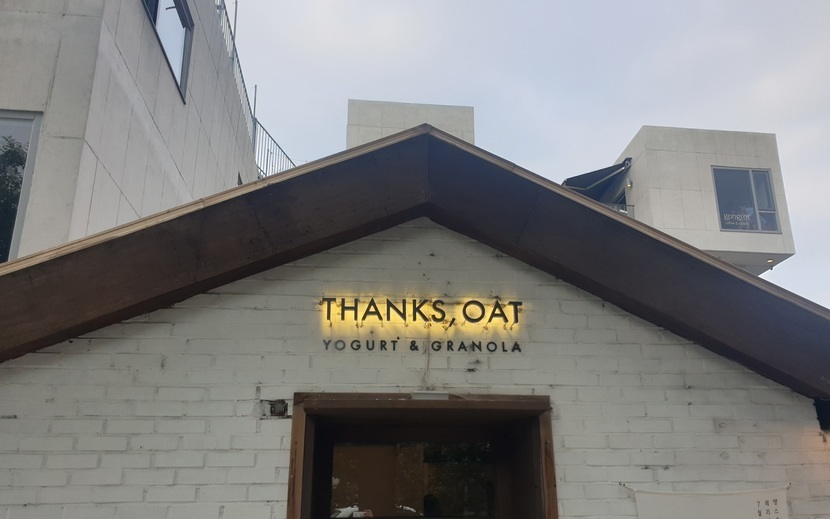 THANKS, OAT
YOGURT & GRANOLA